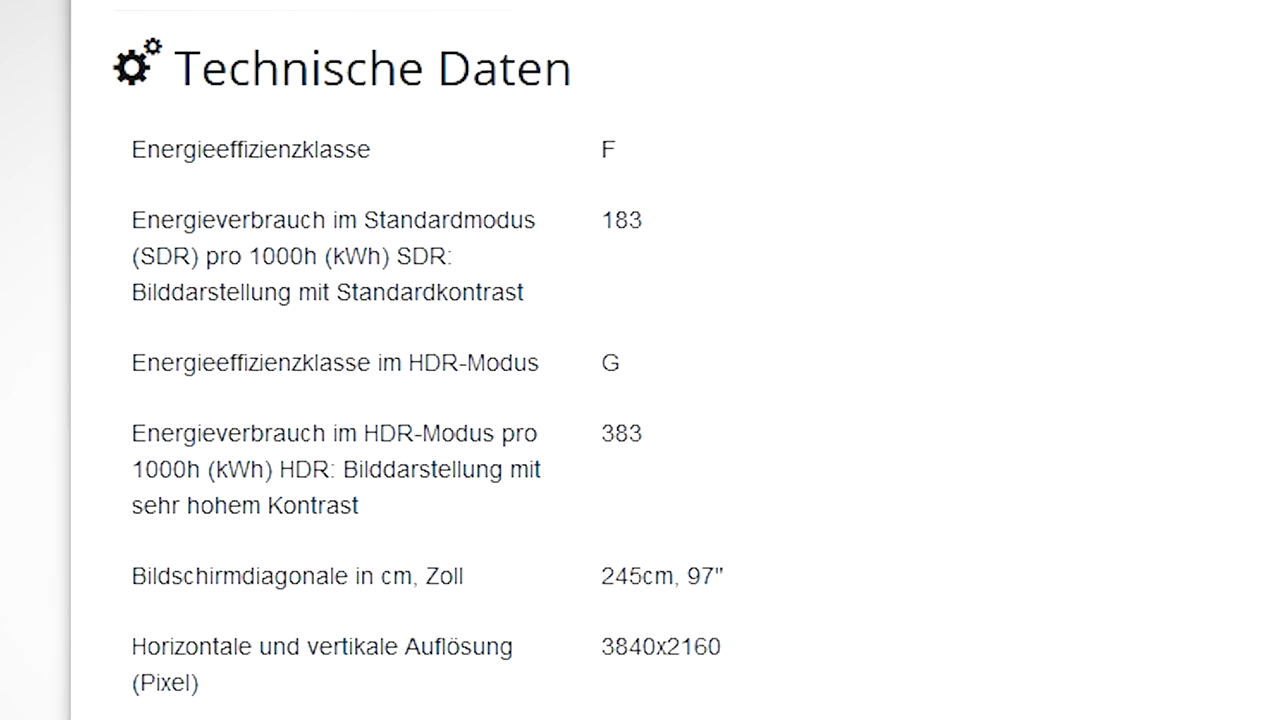 Technische Daten
Energieeffizienzklasse F
Energieverbrauch im Standardmodus 183
(SDR) pro 1000h (kWh) SDR:
Bilddarstellung mit Standardkontrast
Energieeffizienzklasse im HDR-Modus G
Energieverbrauch im HDR-Modus pro 383
1000h (kWh) HDR: Bilddarstellung mit
sehr hohem Kontrast
Bildschirmdiagonale in cm, Zoll 245cm, 97"
Horizontale und vertikale Auflösung 3840x2160
(Pixel)